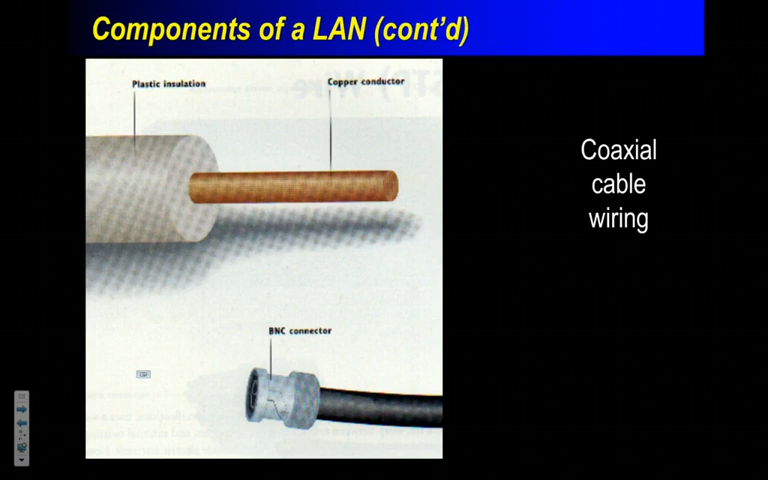 Components of a LAN (cont'd)
Plastic insulation
Copper conductor
Coaxial
cable
wiring
BNC connector